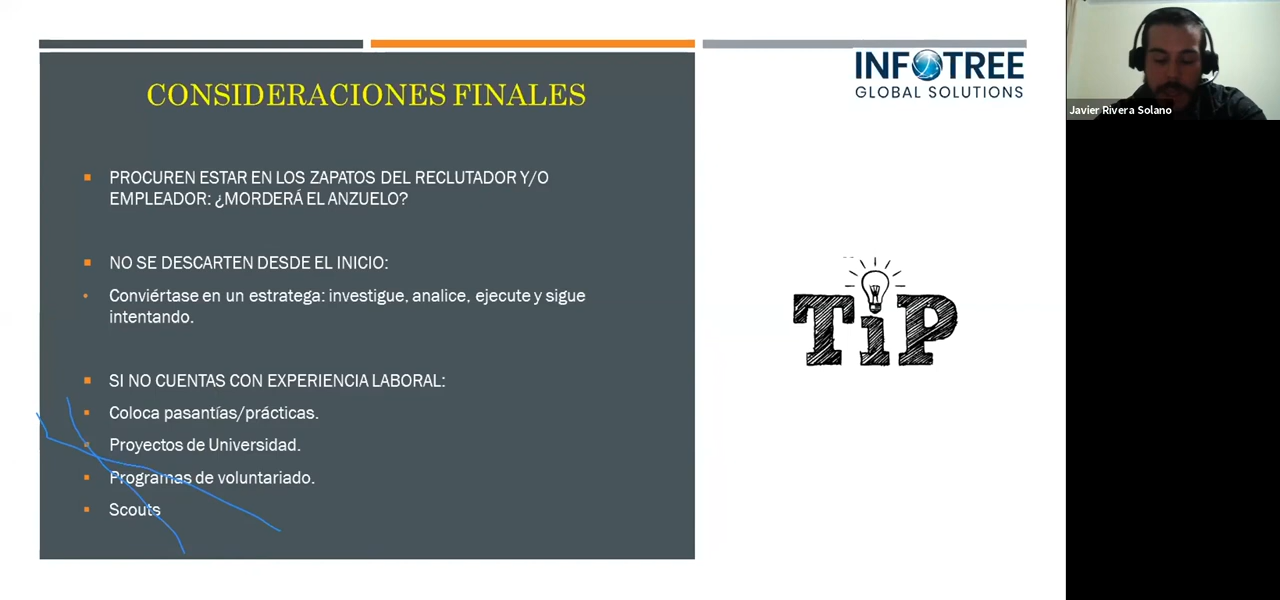 CONSIDERACIONES FINALES
PROCUREN ESTAR EN LOS ZAPATOS DEL RECLUTADOR Y/O
EMPLEADOR: ¿MORDERÁ EL ANZUELO?
NO SE DESCARTEN DESDE EL INICIO:
Conviértase en un estratega: investigue, analice, ejecute y sigue
intentando.
SI NO CUENTAS CON EXPERIENCIA LABORAL:
Coloca pasantías/prácticas.
Proyectos de Universidad.
Programas de voluntariado.
Scouts
INFOTREE
GLOBAL SOLUTIONS
TiP
Javier Rivera Solano